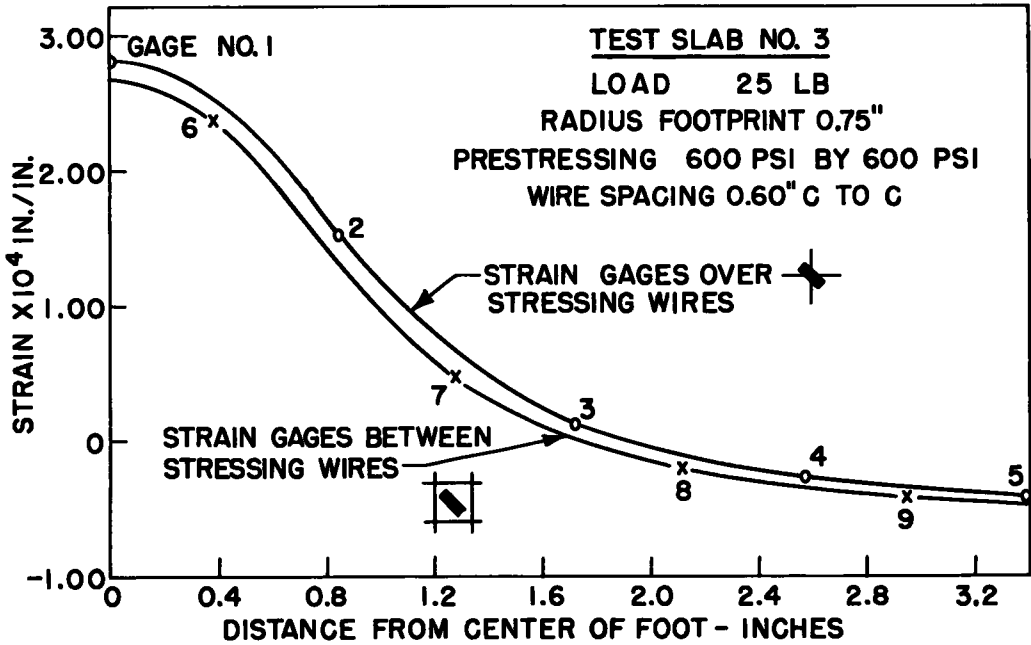 3.00
2.00
1.00
0
-1.00
STRAIN X10⁴ IN./IN.
GAGE NO. 1
TEST SLAB NO. 3
LOAD 25 LB
RADIUS FOOTPRINT 0.75"
PRESTRESSING 600 PSI BY 600 PSI
WIRE SPACING 0.60" C TO C
6
2
STRAIN GAGES OVER
STRESSING WIRES
7
3
STRAIN GAGES BETWEEN
STRESSING WIRES
8
4
9
5
0 0.4 0.8 1.2 1.6 2.0 2.4 2.8 3.2
DISTANCE FROM CENTER OF FOOT - INCHES